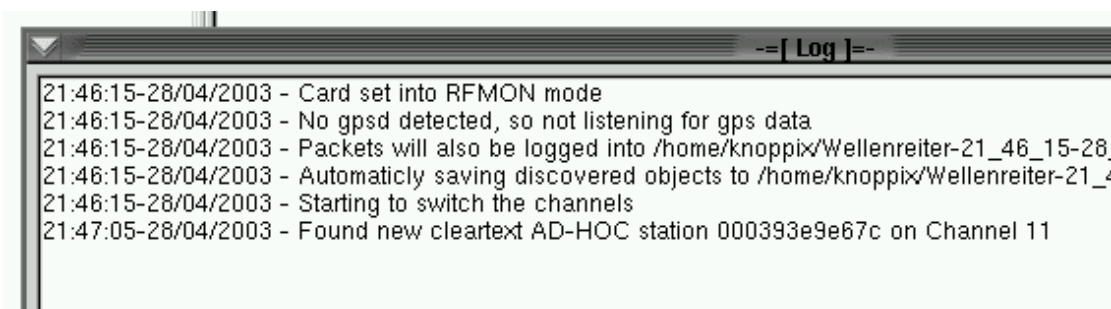 -=[ Log ]=-
21:46:15-28/04/2003 - Card set into RFMON mode
21:46:15-28/04/2003 - No gpsd detected, so not listening for gps data
21:46:15-28/04/2003 - Packets will also be logged into /home/knoppix/Wellenreiter-21_46_15-28_
21:46:15-28/04/2003 - Automaticly saving discovered objects to /home/knoppix/Wellenreiter-21_4
21:46:15-28/04/2003 - Starting to switch the channels
21:47:05-28/04/2003 - Found new cleartext AD-HOC station 000393e9e67c on Channel 11